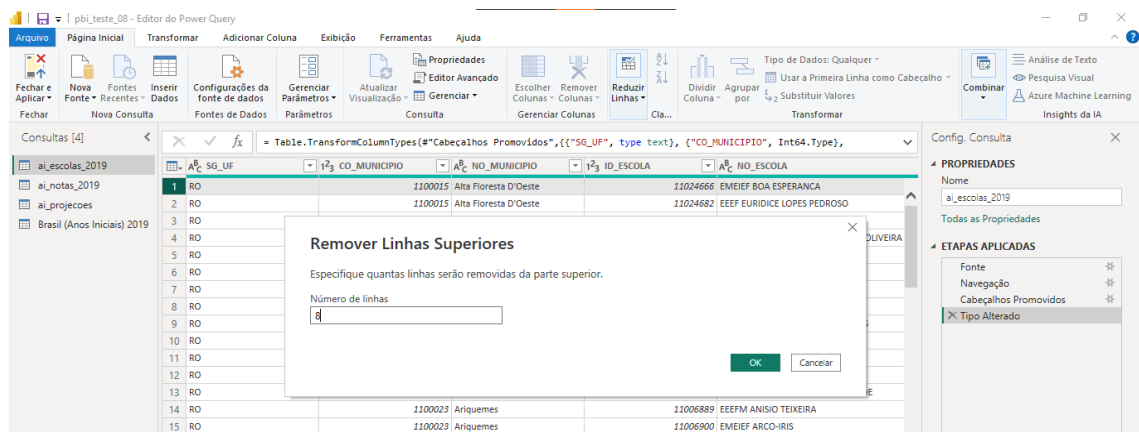 pbi_teste_08 - Editor do Power Query
Arquivo Página Inicial Transformar Adicionar Coluna Exibição Ferramentas Ajuda
Fechar e Aplicar
Nova Fonte
Fontes Recentes
Inserir Dados
Configurações da fonte de dados
Gerenciar Parâmetros
Atualizar Visualização
Propriedades
Editor Avançado
Gerenciar
Escolher Colunas
Remover Colunas
Reduzir Linhas
Dividir Coluna
Agrupar por
Tipo de Dados: Qualquer
Usar a Primeira Linha como Cabeçalho
Substituir Valores
Combinar
Análise de Texto
Pesquisa Visual
Azure Machine Learning
Fechar Nova Consulta Fontes de Dados Parâmetros Consulta Gerenciar Colunas Cla... Transformar Insights da IA
Consultas [4]
ai_escolas_2019
ai_notas_2019
ai_projecoes
Brasil (Anos Iniciais) 2019
fx = Table.TransformColumnTypes(#"Cabeçalhos Promovidos",{{"SG_UF", type text}, {"CO_MUNICIPIO", Int64.Type},
ABC SG_UF 123 CO_MUNICIPIO ABC NO_MUNICIPIO 123 ID_ESCOLA ABC NO_ESCOLA
1 RO 1100015 Alta Floresta D'Oeste 11024666 EMEIEF BOA ESPERANCA
2 RO 1100015 Alta Floresta D'Oeste 11024682 EEEF EURIDICE LOPES PEDROSO
3 RO
4 RO OLIVEIRA
5 RO
6 RO
7 RO
8 RO
9 RO
10 RO
11 RO
12 RO
13 RO
14 RO 1100023 Ariquemes 11006889 EEEFM ANISIO TEIXEIRA
15 RO 1100023 Ariquemes 11006900 EMEIEF ARCO-IRIS
Remover Linhas Superiores
Especifique quantas linhas serão removidas da parte superior.
Número de linhas
8
OK Cancelar
Config. Consulta
PROPRIEDADES
Nome
ai_escolas_2019
Todas as Propriedades
ETAPAS APLICADAS
Fonte
Navegação
Cabeçalhos Promovidos
Tipo Alterado